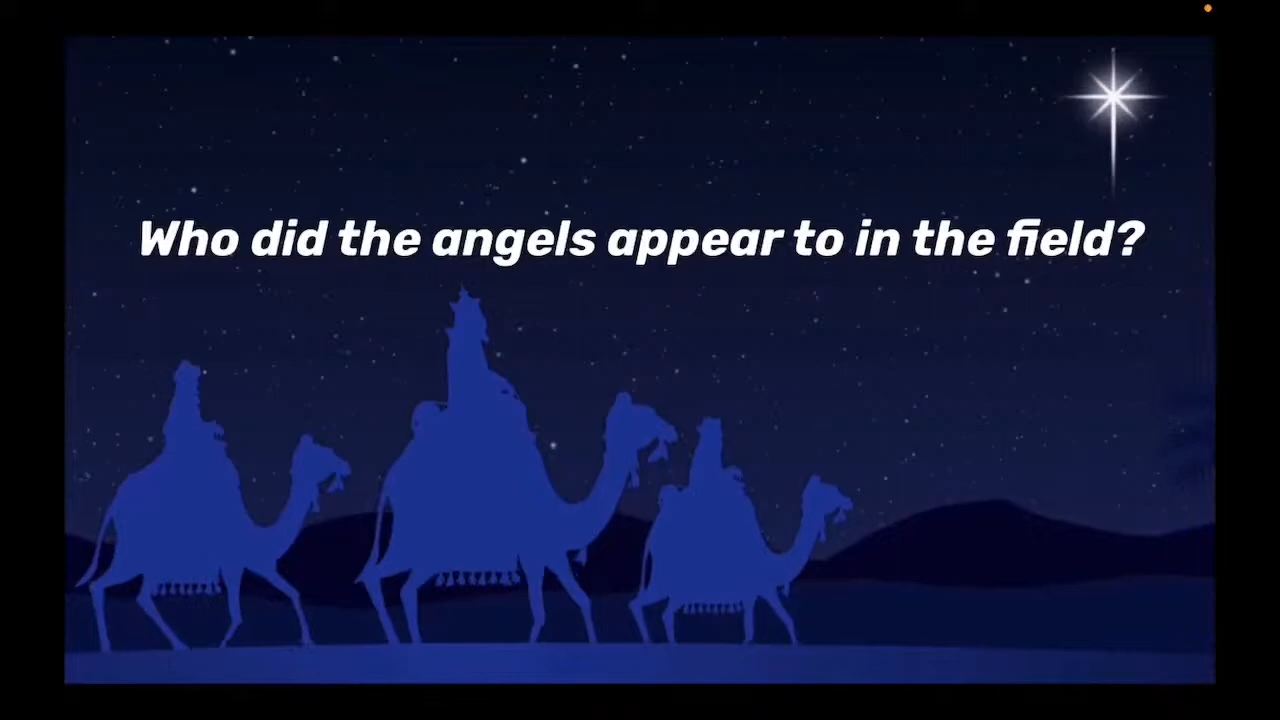 Who did the angels appear to in the field?